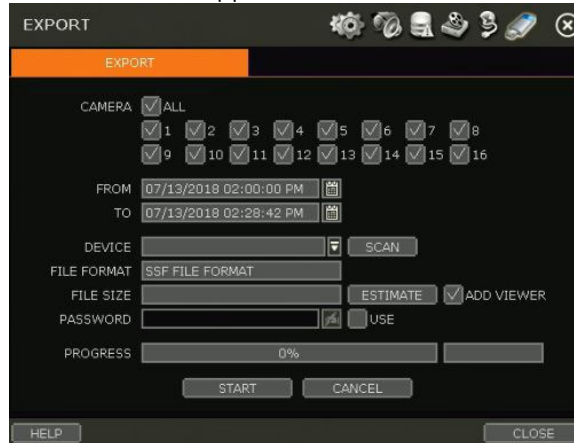 EXPORT
EXPORT
CAMERA ALL
1 2 3 4 5 6 7 8
9 10 11 12 13 14 15 16
FROM 07/13/2018 02:00:00 PM
TO 07/13/2018 02:28:42 PM
DEVICE SCAN
FILE FORMAT SSF FILE FORMAT
FILE SIZE ESTIMATE ADD VIEWER
PASSWORD USE
PROGRESS 0%
START CANCEL
HELP CLOSE